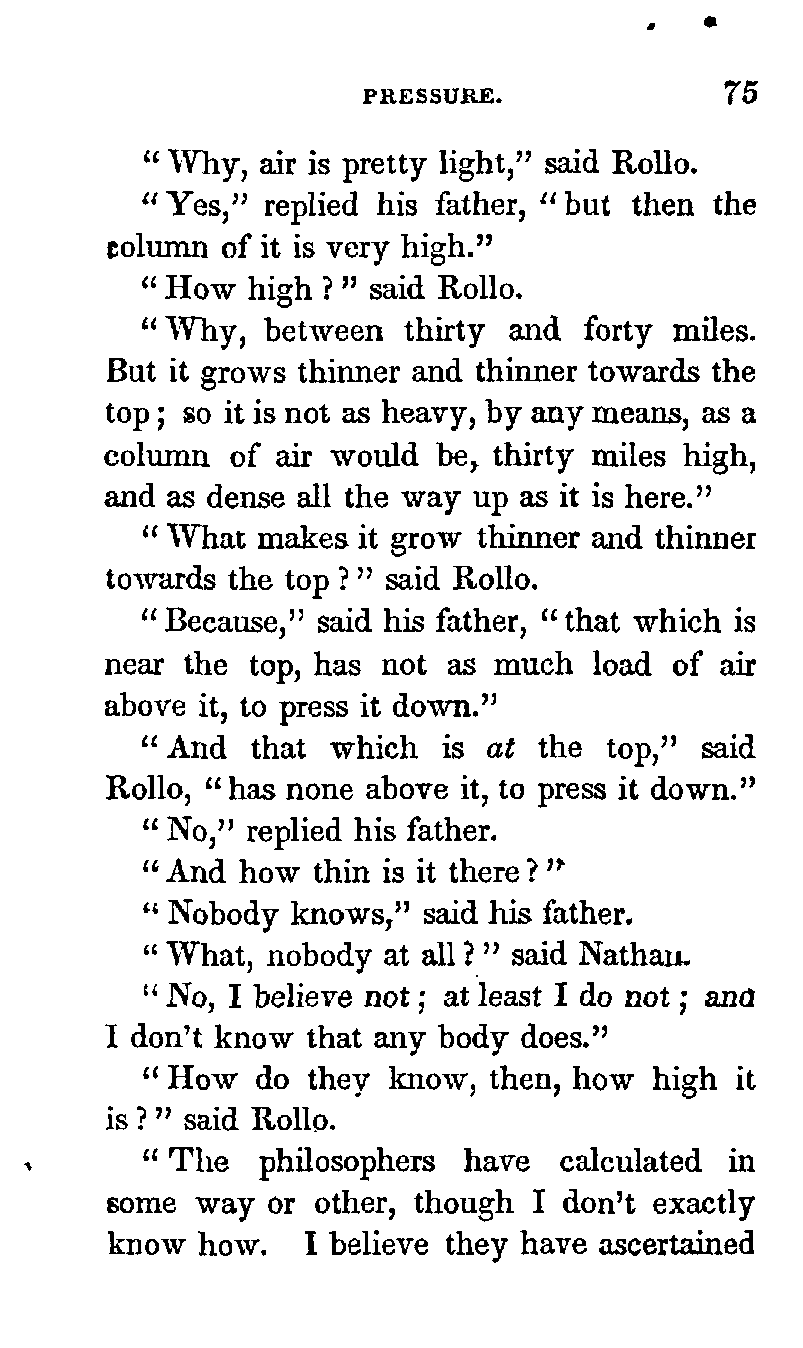 PRESSURE. 75
“Why, air is pretty light,” said Rollo.
“Yes,” replied his father, “but then the
column of it is very high.”
“How high?” said Rollo.
“Why, between thirty and forty miles.
But it grows thinner and thinner towards the
top; so it is not as heavy, by any means, as a
column of air would be, thirty miles high,
and as dense all the way up as it is here.”
“What makes it grow thinner and thinner
towards the top?” said Rollo.
“Because,” said his father, “that which is
near the top, has not as much load of air
above it, to press it down.”
“And that which is at the top,” said
Rollo, “has none above it, to press it down.”
“No,” replied his father.
“And how thin is it there?”
“Nobody knows,” said his father.
“What, nobody at all?” said Nathan.
“No, I believe not; at least I do not; and
I don’t know that any body does.”
“How do they know, then, how high it
is?” said Rollo.
“The philosophers have calculated in
some way or other, though I don’t exactly
know how. I believe they have ascertained